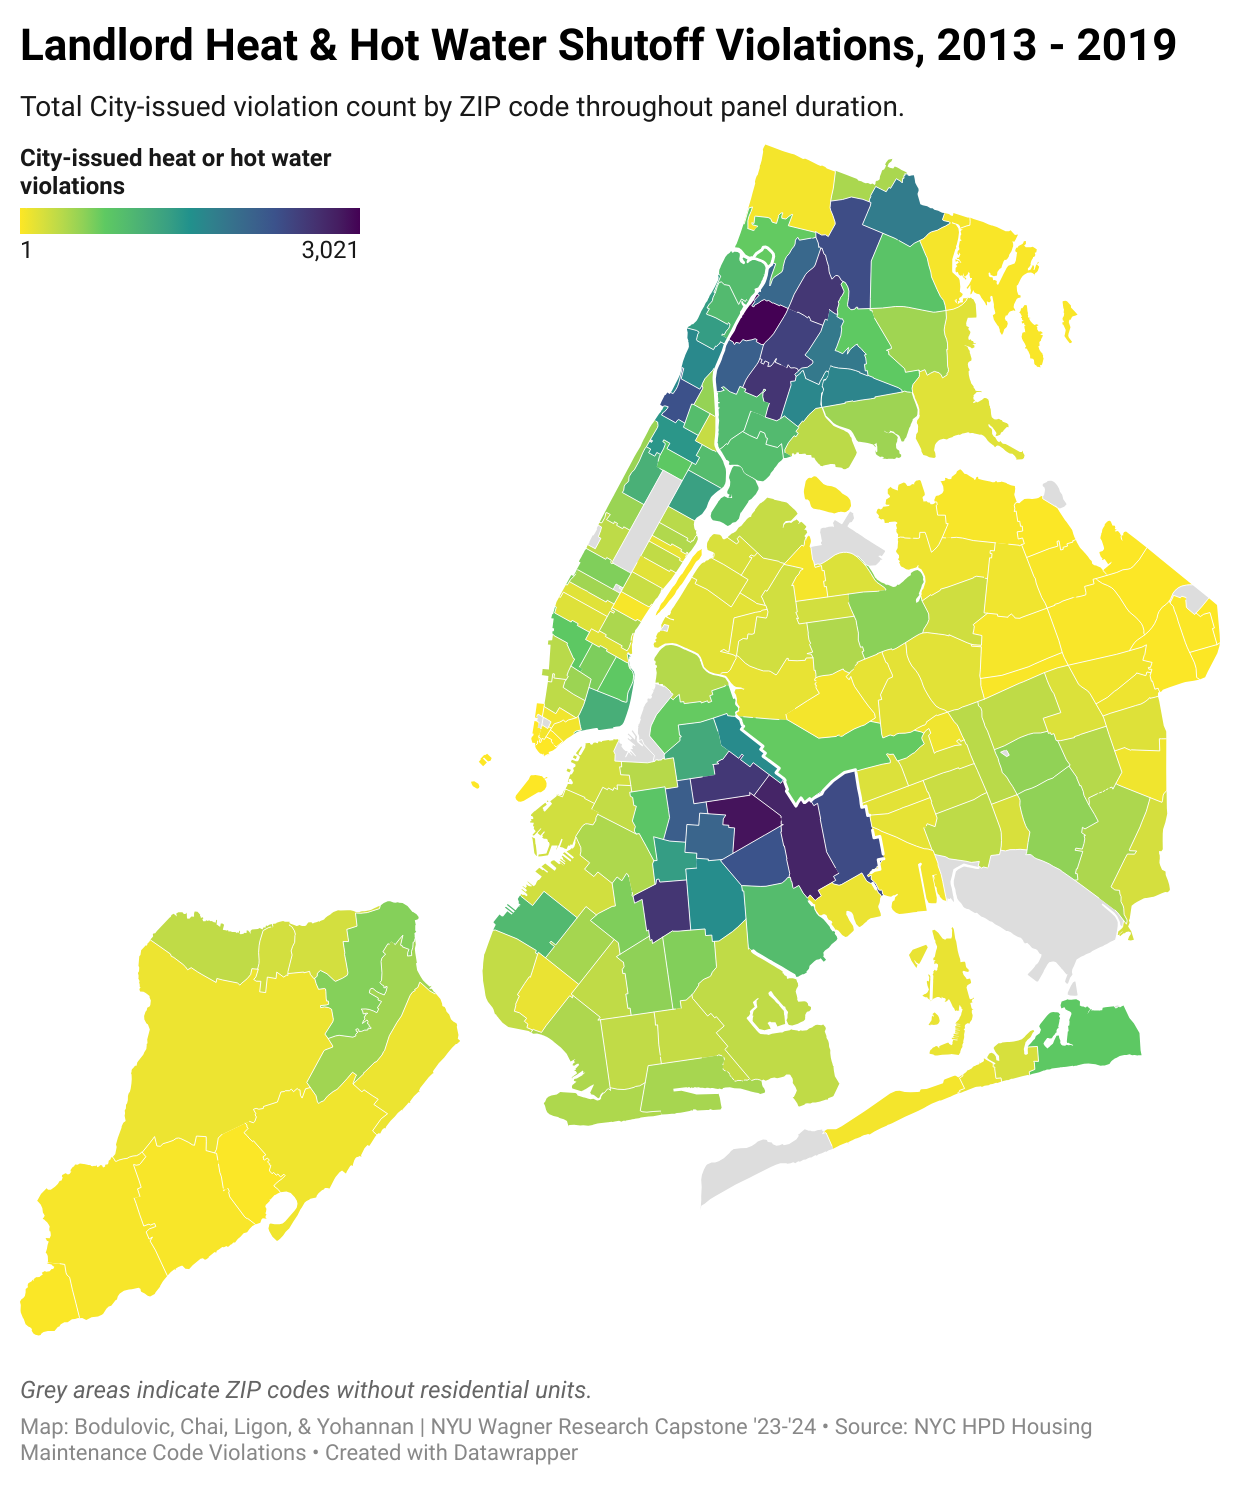 Landlord Heat & Hot Water Shutoff Violations, 2013 - 2019
Total City-issued violation count by ZIP code throughout panel duration.
City-issued heat or hot water
violations
1 3,021
Grey areas indicate ZIP codes without residential units.
Map: Bodulovic, Chai, Ligon, & Yohannan | NYU Wagner Research Capstone '23-'24 • Source: NYC HPD Housing
Maintenance Code Violations • Created with Datawrapper